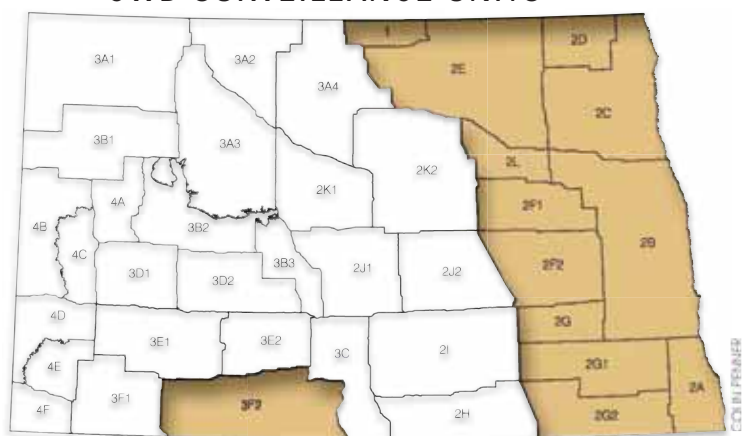 CWD SURVEILLANCE UNITS
3A1
3A2
3A4
1
2E
2D
2C
3B1
3A3
2K1
2K2
2L
2F1
2B
4A
4B
4C
3B2
3B3
3D1
3D2
2J1
2J2
2F2
4D
4E
4F
3E1
3E2
3C
2I
2G
2G1
2A
3F1
3F2
2H
2G2
COLIN PENNER